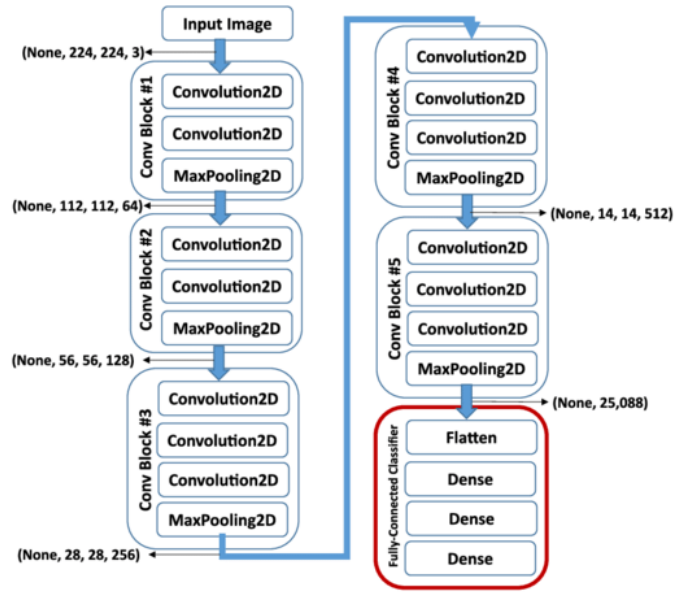 Input Image
(None, 224, 224, 3)
Conv Block #1
Convolution2D
Convolution2D
MaxPooling2D
(None, 112, 112, 64)
Conv Block #2
Convolution2D
Convolution2D
MaxPooling2D
(None, 56, 56, 128)
Conv Block #3
Convolution2D
Convolution2D
Convolution2D
MaxPooling2D
(None, 28, 28, 256)
Conv Block #4
Convolution2D
Convolution2D
Convolution2D
MaxPooling2D
(None, 14, 14, 512)
Conv Block #5
Convolution2D
Convolution2D
Convolution2D
MaxPooling2D
(None, 25,088)
Fully-Connected Classifier
Flatten
Dense
Dense
Dense